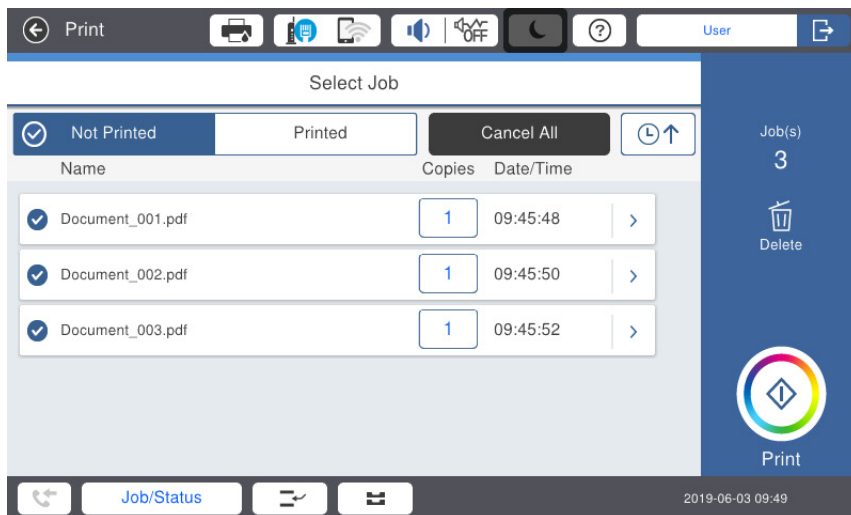 Print
OFF
User
Select Job
Not Printed
Printed
Cancel All
Name
Copies
Date/Time
Job(s)
3
Document_001.pdf
1
09:45:48
Delete
Document_002.pdf
1
09:45:50
Document_003.pdf
1
09:45:52
Print
Job/Status
2019-06-03 09:49